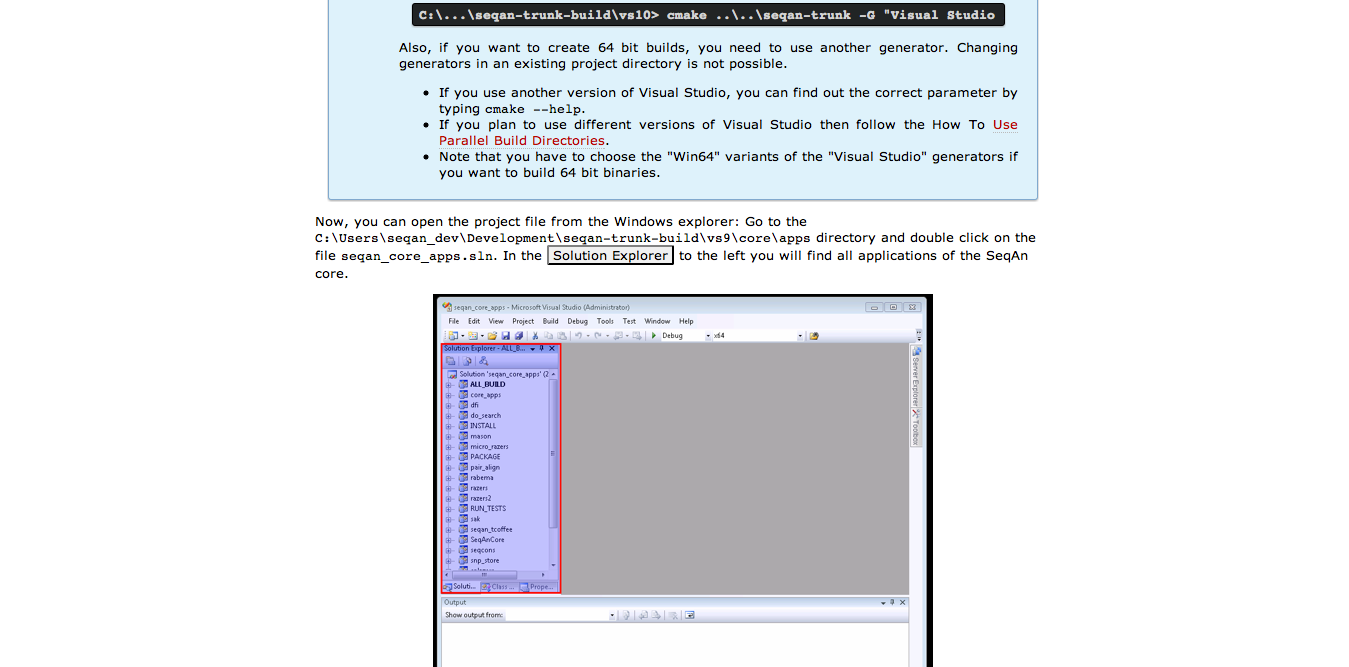 C:\...\seqan-trunk-build\vs10> cmake ..\..\seqan-trunk -G "Visual Studio
Also, if you want to create 64 bit builds, you need to use another generator. Changing
generators in an existing project directory is not possible.
If you use another version of Visual Studio, you can find out the correct parameter by
typing cmake --help.
If you plan to use different versions of Visual Studio then follow the How To Use
Parallel Build Directories.
Note that you have to choose the "Win64" variants of the "Visual Studio" generators if
you want to build 64 bit binaries.
Now, you can open the project file from the Windows explorer: Go to the
C:\Users\seqan_dev\Development\seqan-trunk-build\vs9\core\apps directory and double click on the
file seqan_core_apps.sln. In the Solution Explorer to the left you will find all applications of the SeqAn
core.
seqan_core_apps - Microsoft Visual Studio (Administrator)
File Edit View Project Build Debug Tools Test Window Help
Debug x64
Solution Explorer - ALL_B...
Solution 'seqan_core_apps' (2
ALL_BUILD
core_apps
dfi
do_search
INSTALL
mason
micro_razers
PACKAGE
pair_align
rabema
razers
razers2
RUN_TESTS
sak
seqan_tcoffee
SeqAnCore
seqcons
snp_store
Soluti... Class ... Prope...
Server Explorer
Toolbox
Output
Show output from: